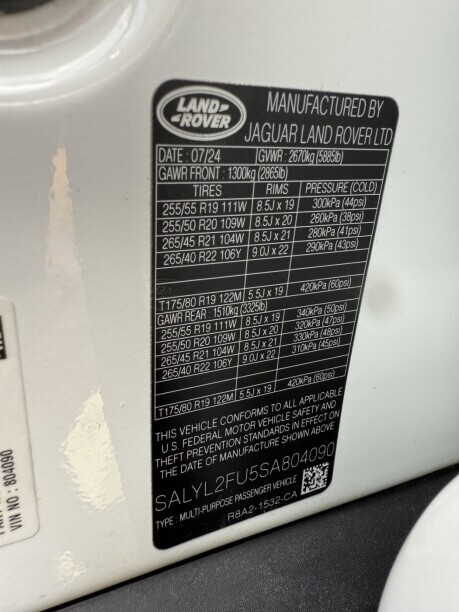 LAND-
-ROVER
MANUFACTURED BY
JAGUAR LAND ROVER LTD
DATE : 07/24 GVWR : 2670kg (5885lb)
GAWR FRONT : 1300kg (2865lb)
TIRES RIMS PRESSURE (COLD)
255/55 R19 111W 8.5J x 19 300kPa (44psi)
255/50 R20 109W 8.5J x 20 260kPa (38psi)
265/45 R21 104W 8.5J x 21 280kPa (41psi)
265/40 R22 106Y 9.0J x 22 290kPa (43psi)
T175/80 R19 122M 5.5J x 19 420kPa (60psi)
GAWR REAR : 1510kg (3325lb)
255/55 R19 111W 8.5J x 19 340kPa (50psi)
255/50 R20 109W 8.5J x 20 320kPa (47psi)
265/45 R21 104W 8.5J x 21 330kPa (48psi)
265/40 R22 106Y 9.0J x 22 310kPa (45psi)
T175/80 R19 122M 5.5J x 19 420kPa (60psi)
THIS VEHICLE CONFORMS TO ALL APPLICABLE
U.S. FEDERAL MOTOR VEHICLE SAFETY AND
THEFT PREVENTION STANDARDS IN EFFECT ON
THE DATE OF MANUFACTURE SHOWN ABOVE
SALYL2FU5SA804090
TYPE : MULTI-PURPOSE PASSENGER VEHICLE
R8A2-1532-CA
VIN NO : 804090